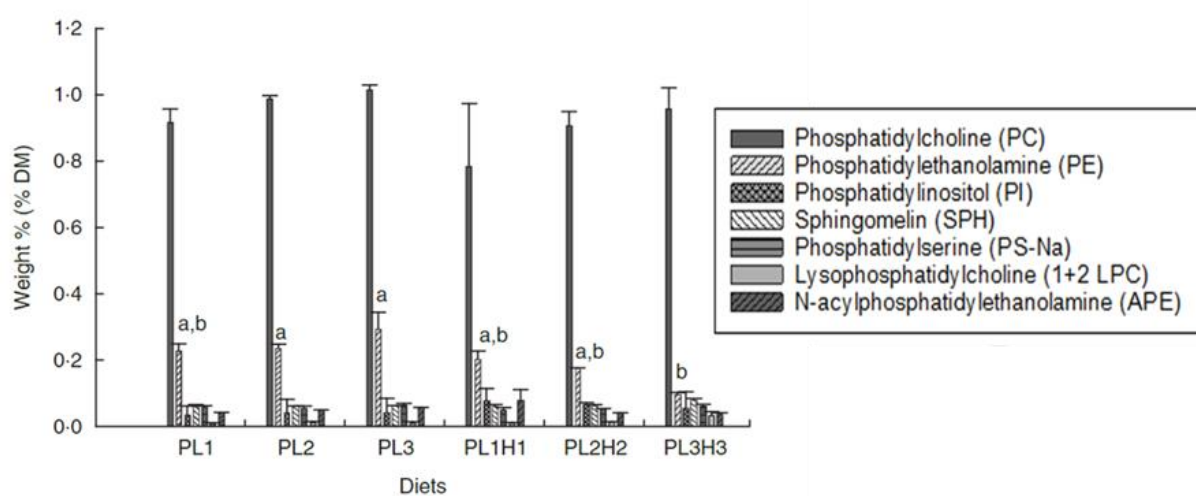 1·2
1·0
0·8
0·6
0·4
0·2
0·0
Weight % (% DM)
a,b
a
a
a,b
a,b
b
PL1 PL2 PL3 PL1H1 PL2H2 PL3H3
Diets
Phosphatidylcholine (PC)
Phosphatidylethanolamine (PE)
Phosphatidylinositol (PI)
Sphingomelin (SPH)
Phosphatidylserine (PS-Na)
Lysophosphatidylcholine (1+2 LPC)
N-acylphosphatidylethanolamine (APE)